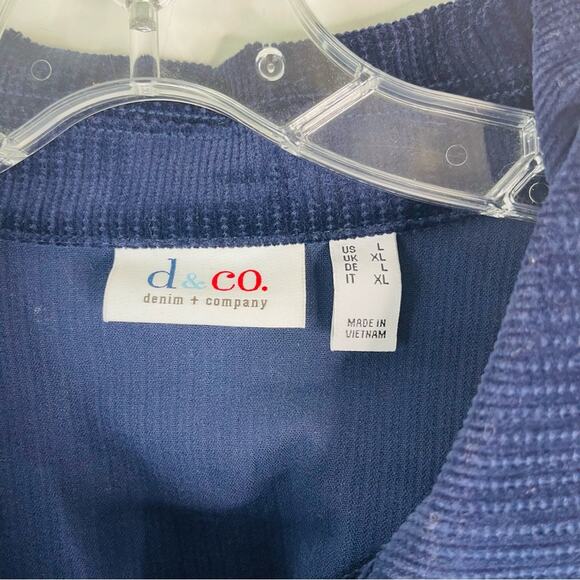 d & co.
denim + company
US L
UK XL
DE L
IT XL
MADE IN
VIETNAM